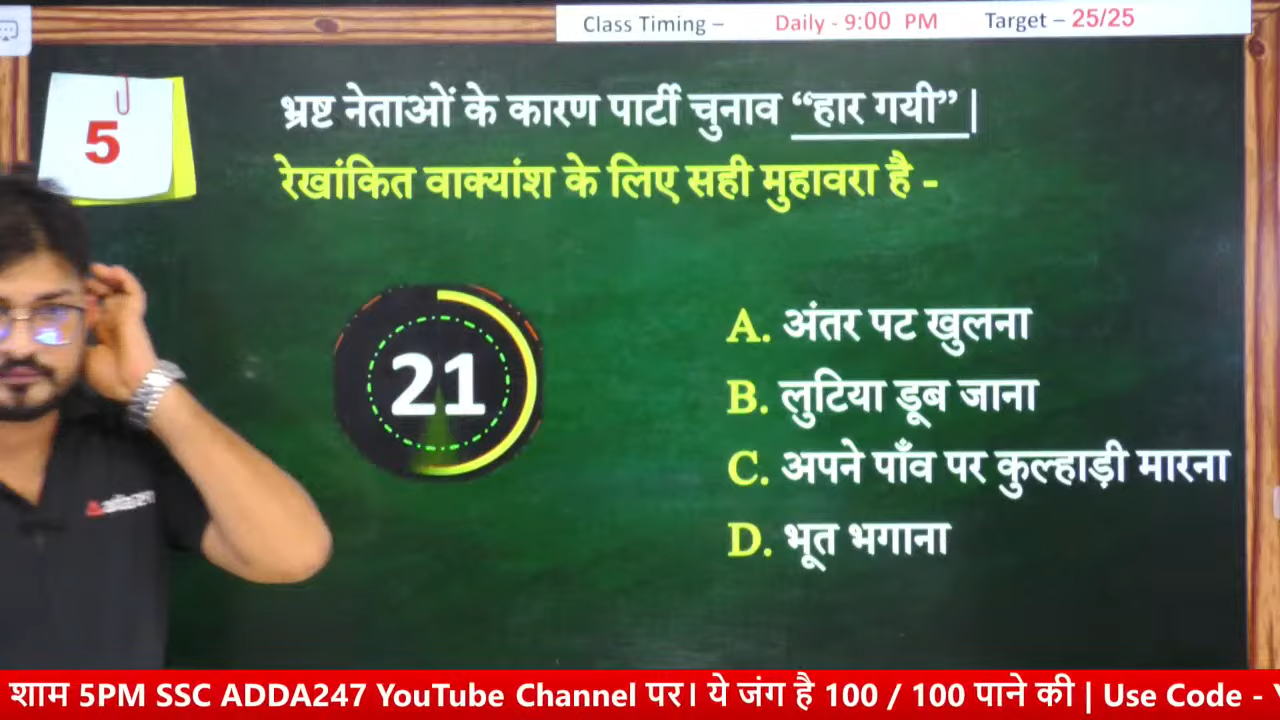 Class Timing – Daily - 9:00 PM Target – 25/25
5
भ्रष्ट नेताओं के कारण पार्टी चुनाव “हार गयी” |
रेखांकित वाक्यांश के लिए सही मुहावरा है -
21
A. अंतर पट खुलना
B. लुटिया डूब जाना
C. अपने पाँव पर कुल्हाड़ी मारना
D. भूत भगाना
शाम 5PM SSC ADDA247 YouTube Channel पर। ये जंग है 100 / 100 पाने की | Use Code -